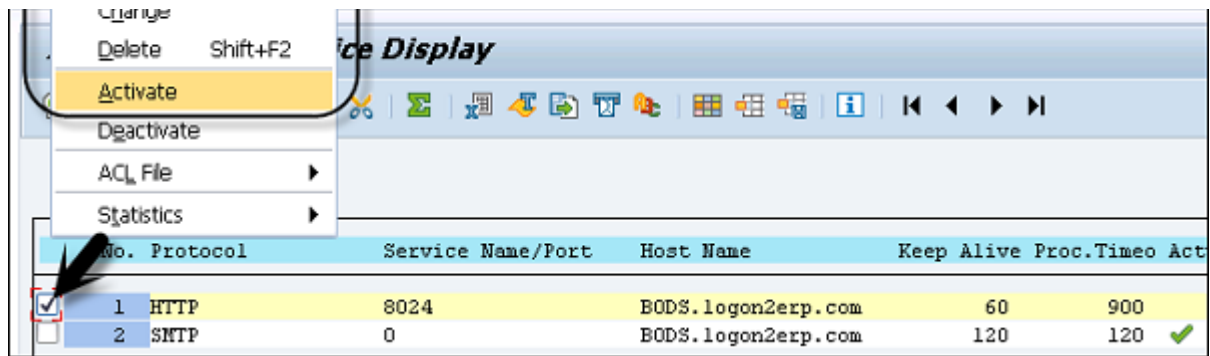 Change
Delete Shift+F2
ice Display
Activate
Deactivate
ACL File
Statistics
No. Protocol Service Name/Port Host Name Keep Alive Proc.Timeo Act
1 HTTP 8024 BODS.logon2erp.com 60 900
2 SMTP 0 BODS.logon2erp.com 120 120